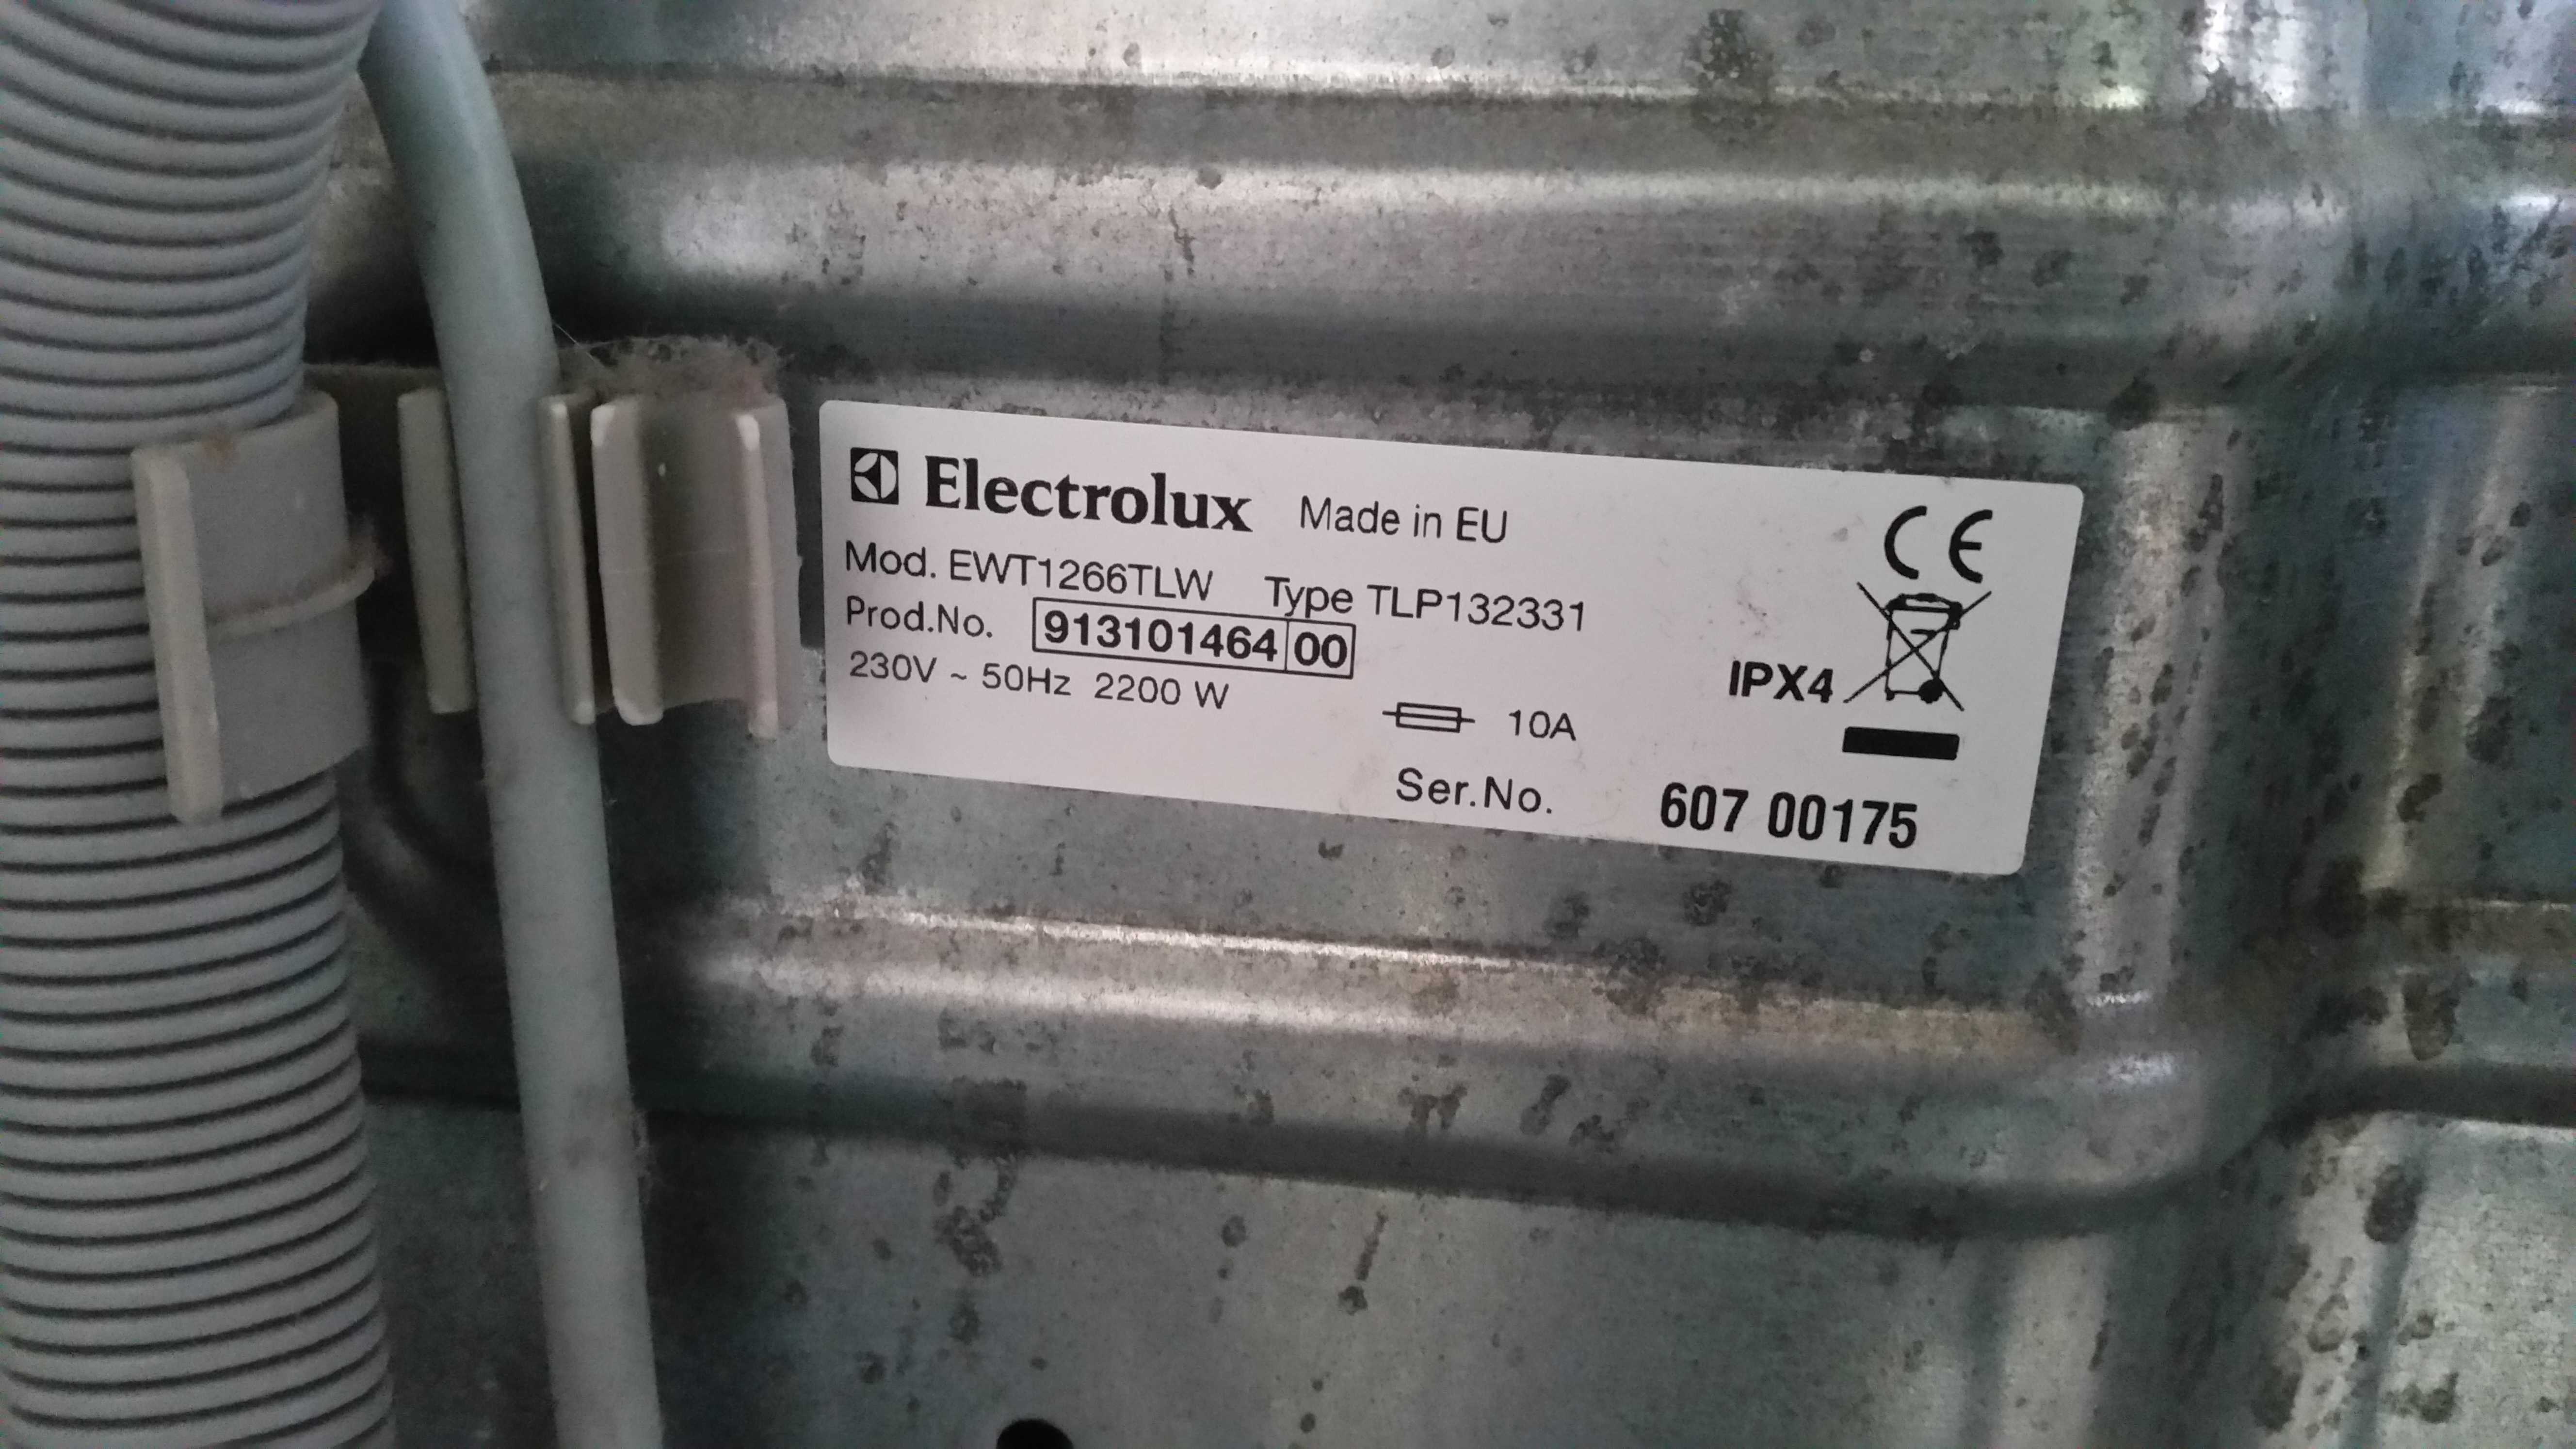 Electrolux Made in EU
CE
Mod. EWT1266TLW Type TLP132331
Prod.No. 913101464 00
230V ~ 50Hz 2200 W
IPX4
10A
Ser.No. 607 00175